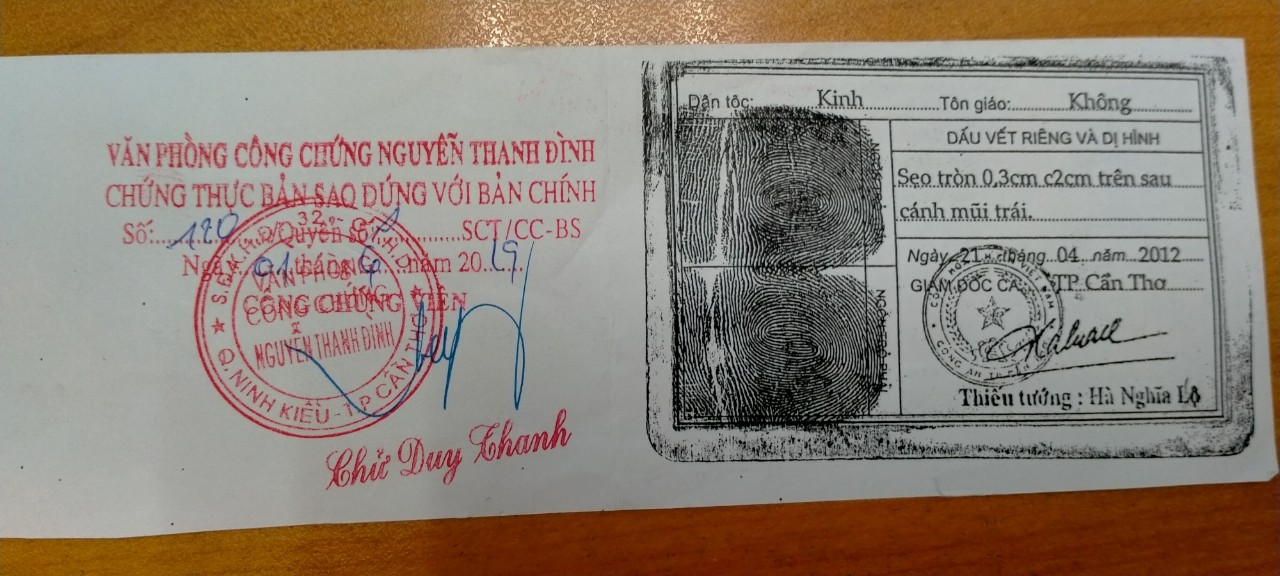 VĂN PHÒNG CÔNG CHỨNG NGUYỄN THANH ĐÌNH
CHỨNG THỰC BẢN SAO ĐÚNG VỚI BẢN CHÍNH
Số: 120 /Quyển số 1 SCT/CC-BS
Ngày 01 tháng 6 năm 2019
CÔNG CHỨNG VIÊN
VĂN PHÒNG
CÔNG CHỨNG
NGUYỄN THANH ĐÌNH
Q. NINH KIỀU - T.P CẦN THƠ
Chử Duy Thanh
Dân tộc: Kinh Tôn giáo: Không
DẤU VẾT RIÊNG VÀ DỊ HÌNH
Sẹo tròn 0,3cm c2cm trên sau
cánh mũi trái.
Ngày 21 tháng 04 năm 2012
GIÁM ĐỐC CA TP Cần Thơ
Thiếu tướng : Hà Nghĩa Lộ